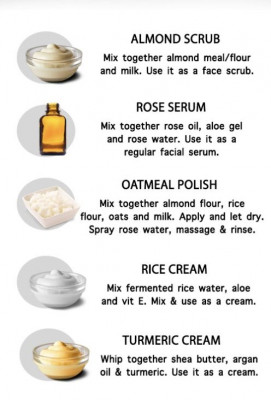 ALMOND SCRUB
Mix together almond meal/flour
and milk. Use it as a face scrub.
ROSE SERUM
Mix together rose oil, aloe gel
and rose water. Use it as a
regular facial serum.
OATMEAL POLISH
Mix together almond flour, rice
flour, oats and milk. Apply and let dry.
Spray rose water, massage & rinse.
RICE CREAM
Mix fermented rice water, aloe
and vit E. Mix & use as a cream.
TURMERIC CREAM
Whip together shea butter, argan
oil & turmeric. Use it as a cream.